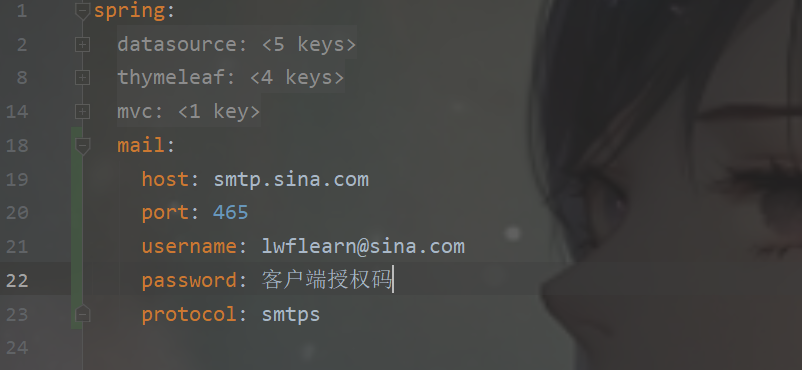 1 spring:
2 datasource: <5 keys>
8 thymeleaf: <4 keys>
14 mvc: <1 key>
18 mail:
19 host: smtp.sina.com
20 port: 465
21 username: lwflearn@sina.com
22 password: 客户端授权码
23 protocol: smtps
24